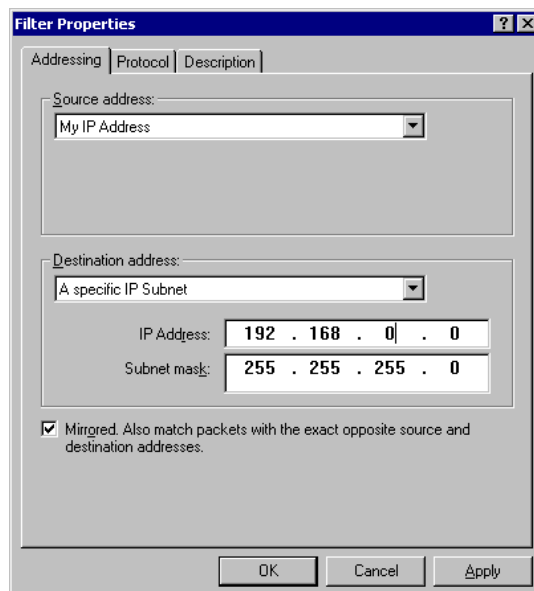 Filter Properties
Addressing Protocol Description
Source address:
My IP Address
Destination address:
A specific IP Subnet
IP Address: 192 . 168 . 0 . 0
Subnet mask: 255 . 255 . 255 . 0
Mirrored. Also match packets with the exact opposite source and
destination addresses.
OK Cancel Apply